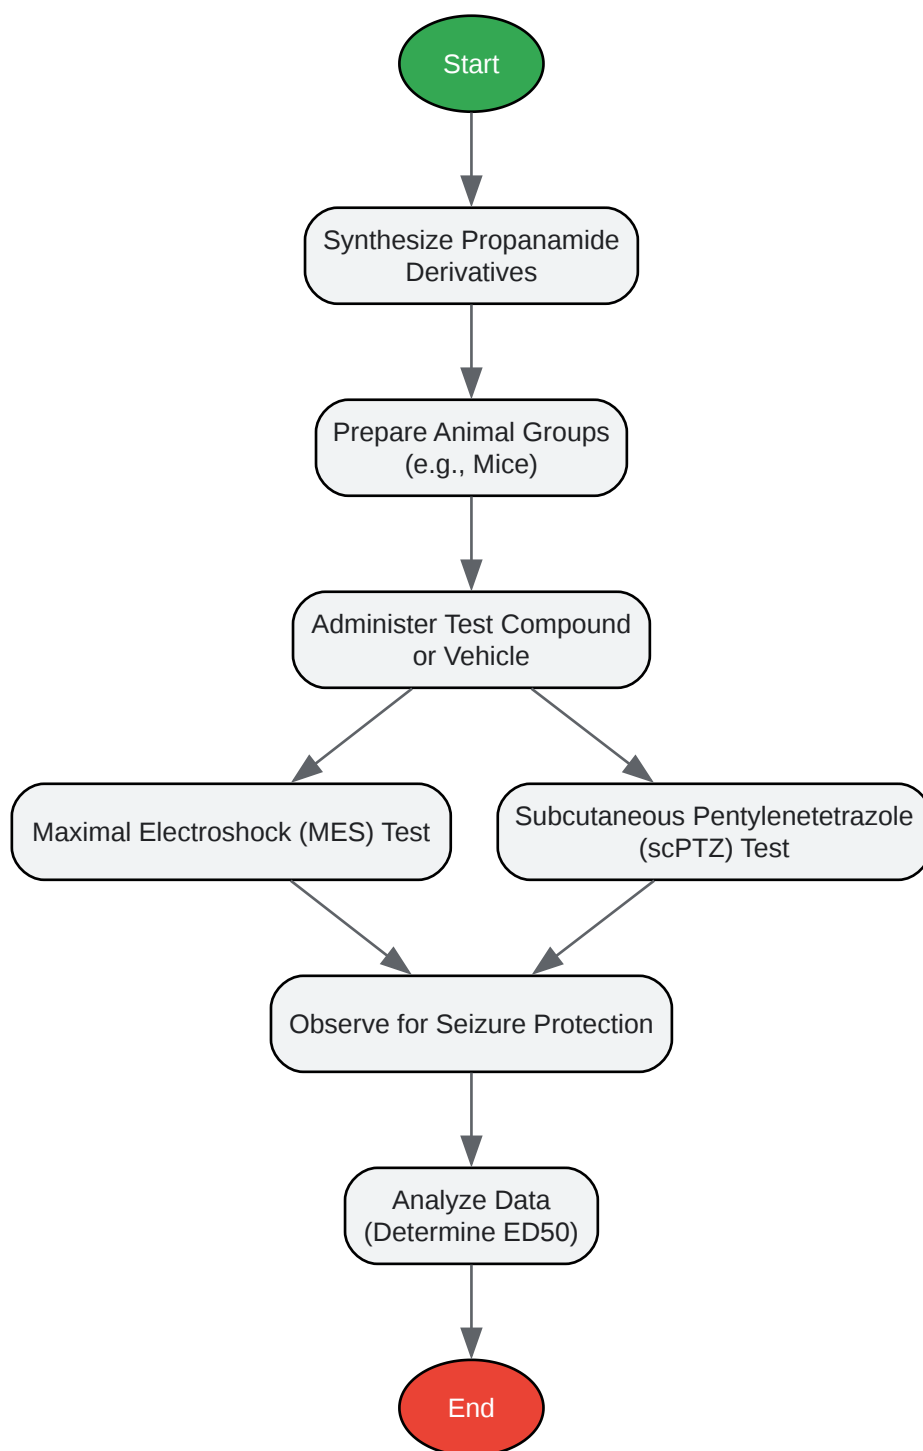 Start
Synthesize Propanamide
Derivatives
Prepare Animal Groups
(e.g., Mice)
Administer Test Compound
or Vehicle
Maximal Electroshock (MES) Test
Subcutaneous Pentylenetetrazole
(scPTZ) Test
Observe for Seizure Protection
Analyze Data
(Determine ED50)
End